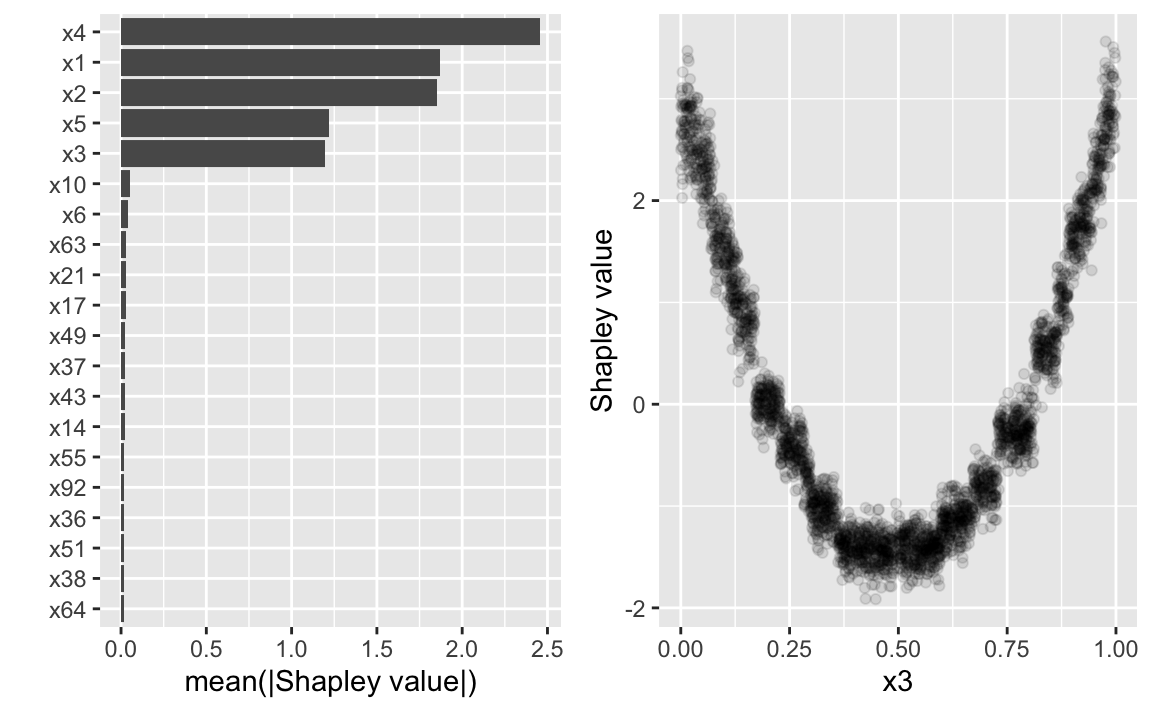 x4
x1
x2
x5
x3
x10
x6
x63
x21
x17
x49
x37
x43
x14
x55
x92
x36
x51
x38
x64
0.0 0.5 1.0 1.5 2.0 2.5
mean(|Shapley value|)
Shapley value
2
0
-2
0.00 0.25 0.50 0.75 1.00
x3